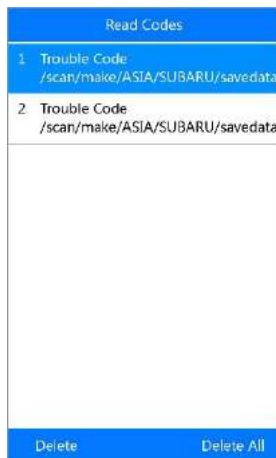 Read Codes
1 Trouble Code
/scan/make/ASIA/SUBARU/savedata
2 Trouble Code
/scan/make/ASIA/SUBARU/savedata
Delete Delete All